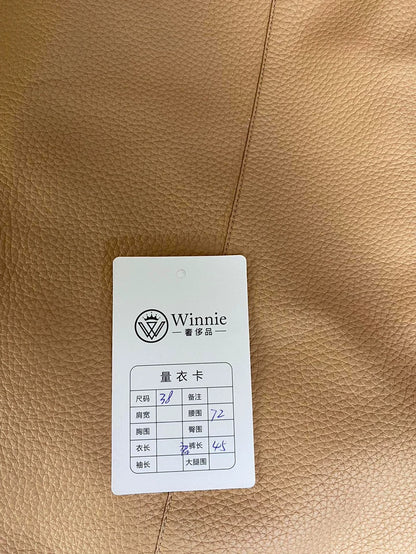 Winnie
奢侈品
量衣卡
尺码 38 备注
肩宽 腰围 72
胸围 臀围
衣长 裤长 45
袖长 大腿围